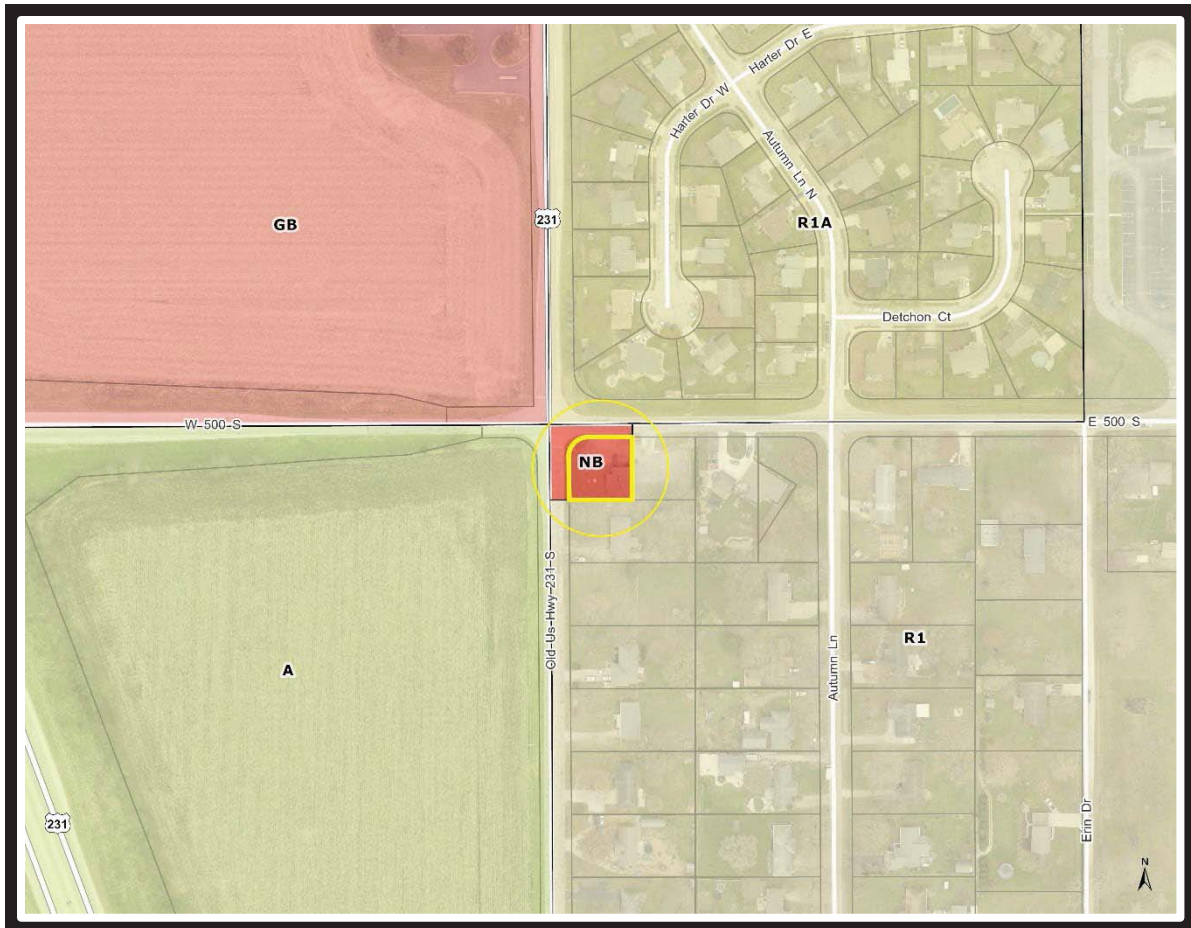 Harter Dr E
Harter Dr W
Autumn Ln N
GB
231
R1A
Detchon Ct
W 500 S
E 500 S
NB
Old-Us-Hwy-231-S
R1
A
Autumn Ln
Erin Dr
231
N